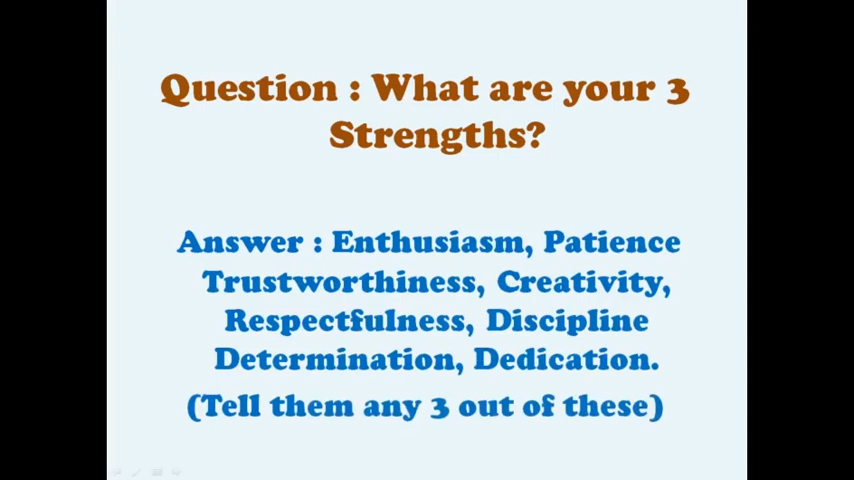 Question : What are your 3
Strengths?
Answer : Enthusiasm, Patience
Trustworthiness, Creativity,
Respectfulness, Discipline
Determination, Dedication.
(Tell them any 3 out of these)